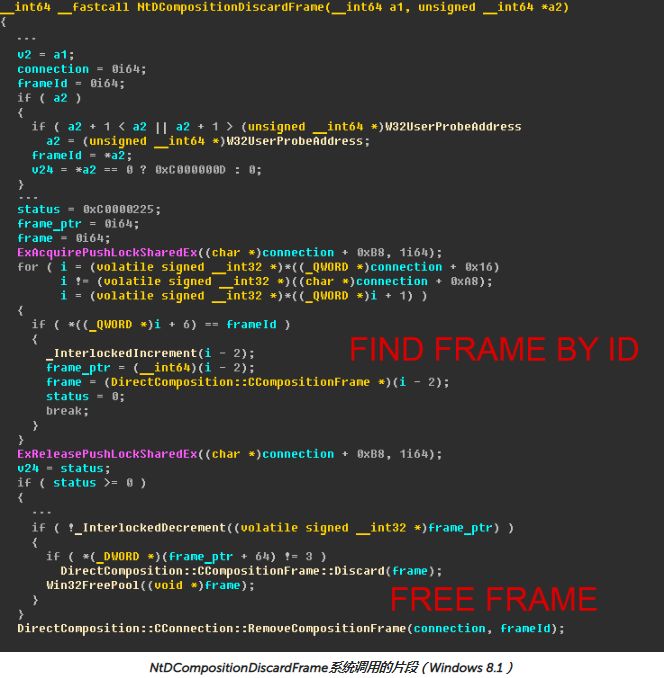 __int64 __fastcall NtDCompositionDiscardFrame(__int64 a1, unsigned __int64 *a2)
{
...
v2 = a1;
connection = 0i64;
frameId = 0i64;
if ( a2 )
{
if ( a2 + 1 < a2 || a2 + 1 > (unsigned __int64 *)W32UserProbeAddress
a2 = (unsigned __int64 *)W32UserProbeAddress;
frameId = *a2;
v24 = *a2 == 0 ? 0xC000000D : 0;
}
...
status = 0xC0000225;
frame_ptr = 0i64;
frame = 0i64;
ExAcquirePushLockSharedEx((char *)connection + 0xB8, 1i64);
for ( i = (volatile signed __int32 *)*((_QWORD *)connection + 0x16)
i != (volatile signed __int32 *)((char *)connection + 0xA8);
i = (volatile signed __int32 *)*((_QWORD *)i + 1) )
{
if ( *((_QWORD *)i + 6) == frameId )
{
_InterlockedIncrement(i - 2);
frame_ptr = (__int64)(i - 2);
frame = (DirectComposition::CCompositionFrame *)(i - 2);
status = 0;
break;
}
}
FIND FRAME BY ID
ExReleasePushLockSharedEx((char *)connection + 0xB8, 1i64);
v24 = status;
if ( status >= 0 )
{
...
if ( !_InterlockedDecrement((volatile signed __int32 *)frame_ptr) )
{
if ( *(_DWORD *)(frame_ptr + 64) != 3 )
DirectComposition::CCompositionFrame::Discard(frame);
Win32FreePool((void *)frame);
}
}
FREE FRAME
DirectComposition::CConnection::RemoveCompositionFrame(connection, frameId);
NtDCompositionDiscardFrame系统调用的片段（Windows 8.1）